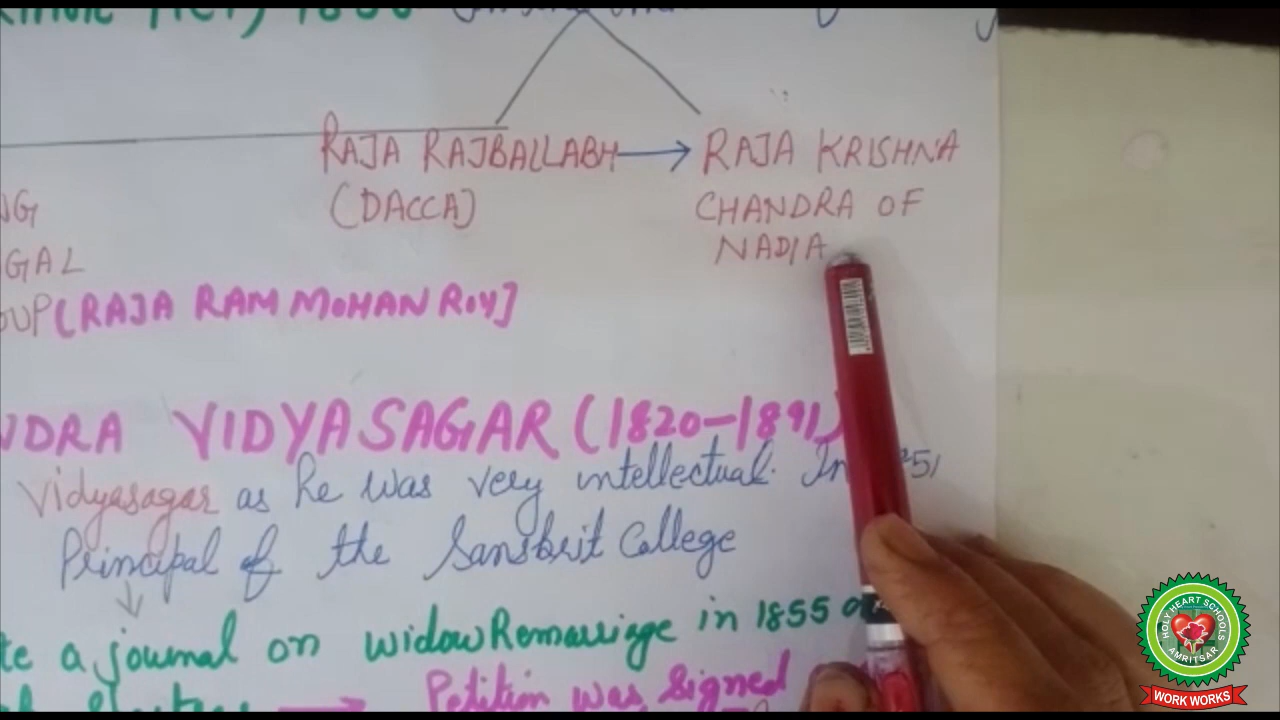 1856
RAJA RAJBALLABH → RAJA KRISHNA
(DACCA) CHANDRA OF
NADIA
NG
GAL
OUP (RAJA RAM MOHAN ROY)
NDRA VIDYASAGAR (1820-1891)
Vidyasagar as he was very intellectual. In
Principal of the Sanskrit College
te a journal on widow Remarriage in 1855
Petition was signed
HOLY HEART SCHOOLS
AMRITSAR
WORK WORKS